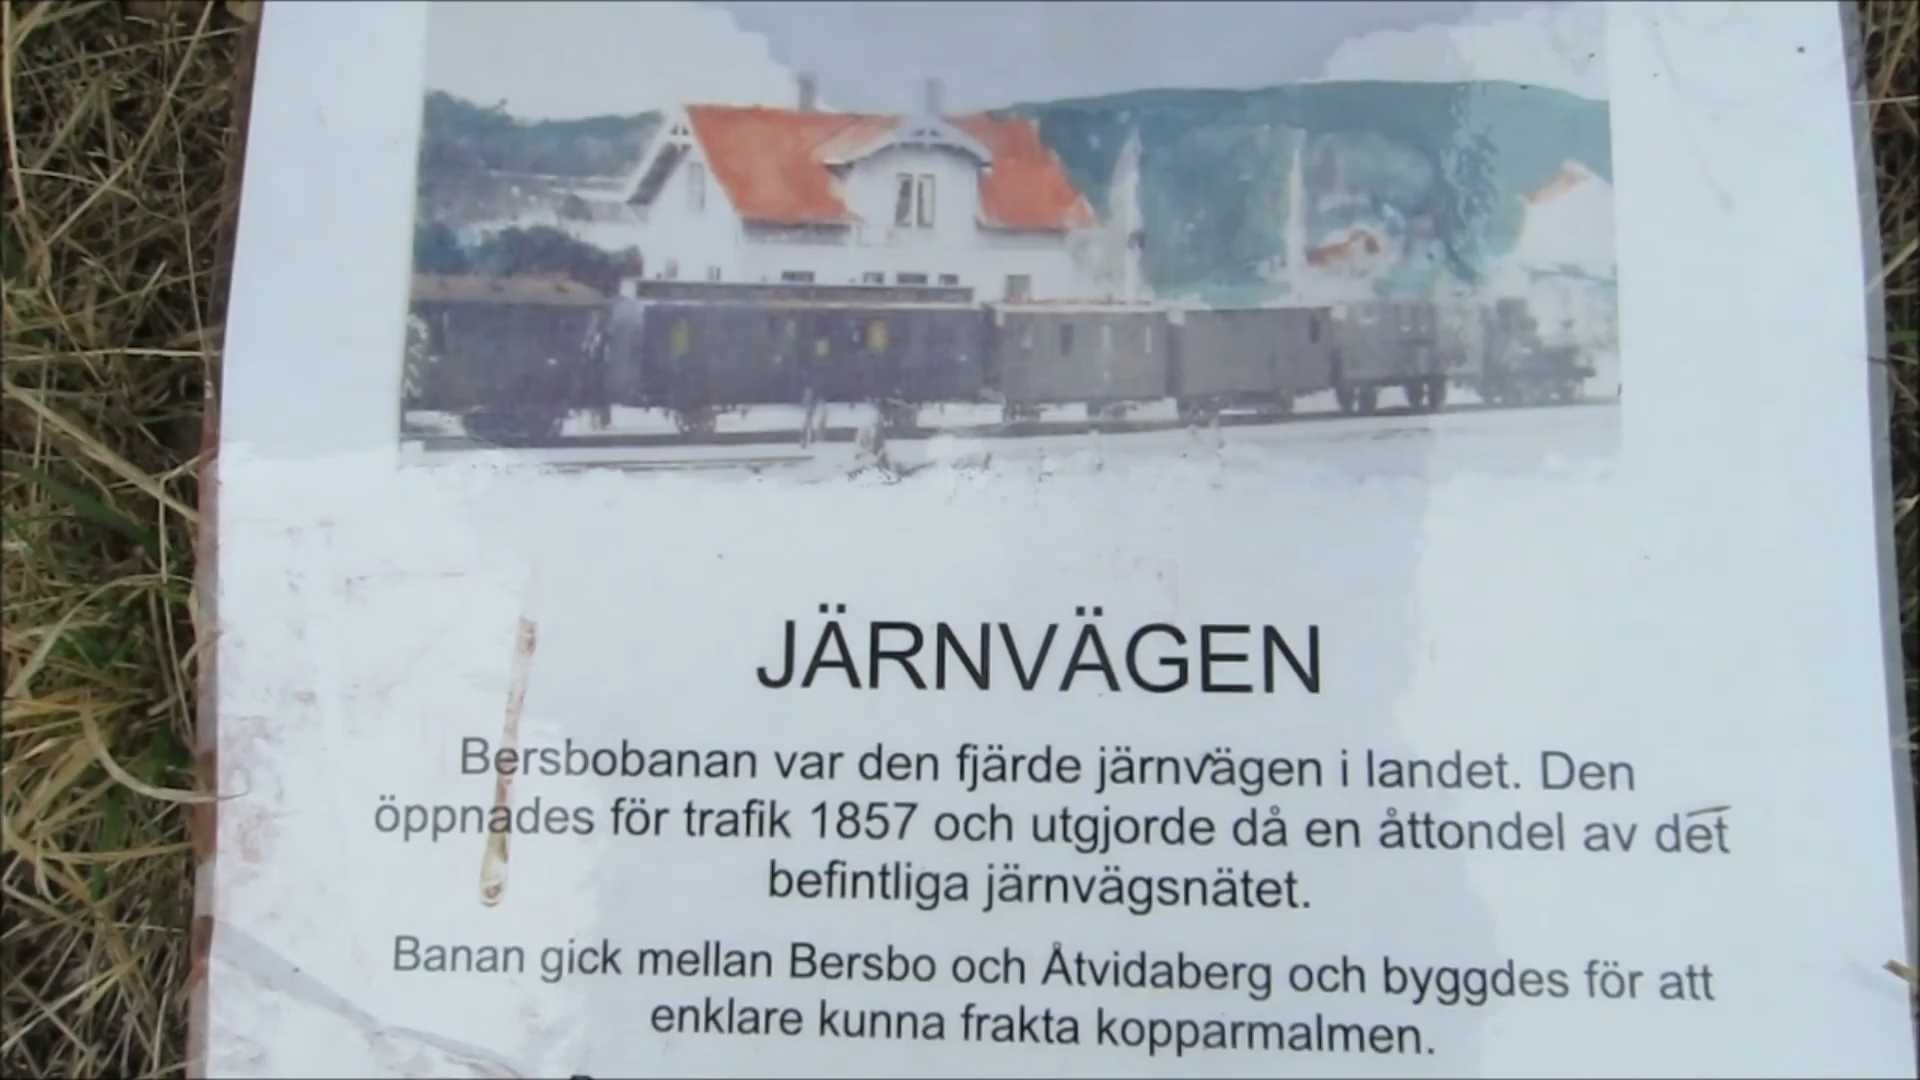 JÄRNVÄGEN
Bersbobanan var den fjärde järnvägen i landet. Den
öppnades för trafik 1857 och utgjorde då en åttondel av det
befintliga järnvägsnätet.
Banan gick mellan Bersbo och Åtvidaberg och byggdes för att
enklare kunna frakta kopparmalmen.